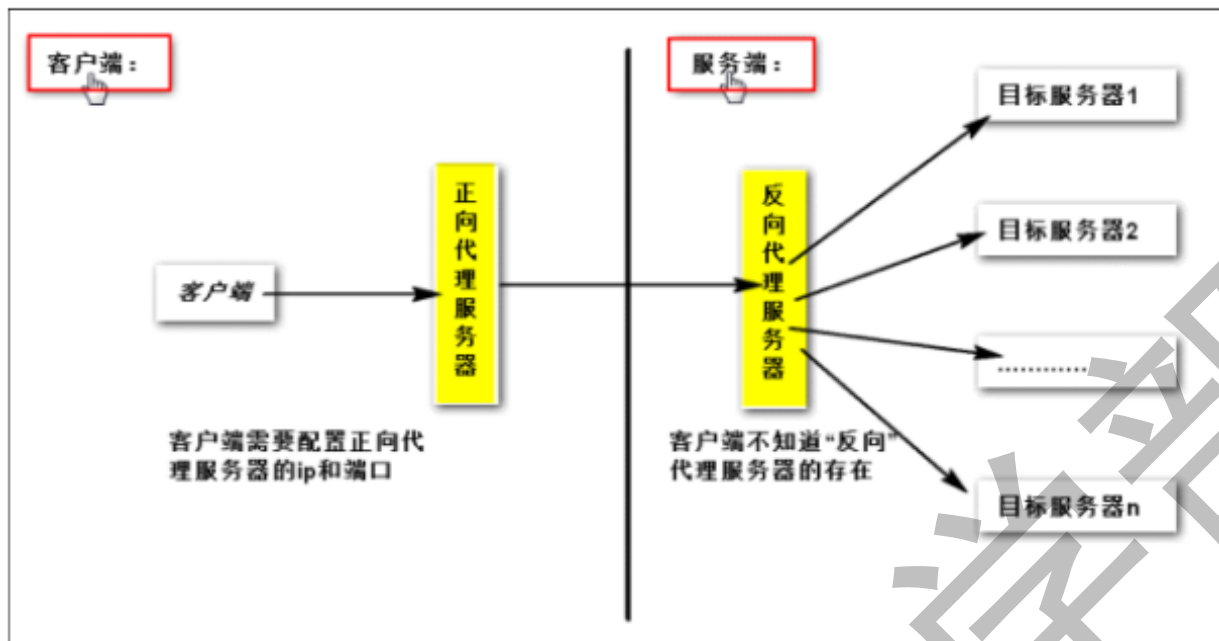 客户端：
服务端：
目标服务器1
正向代理服务器
反向代理服务器
目标服务器2
客户端
............
客户端需要配置正向代
理服务器的ip和端口
客户端不知道“反向”
代理服务器的存在
目标服务器n
学部